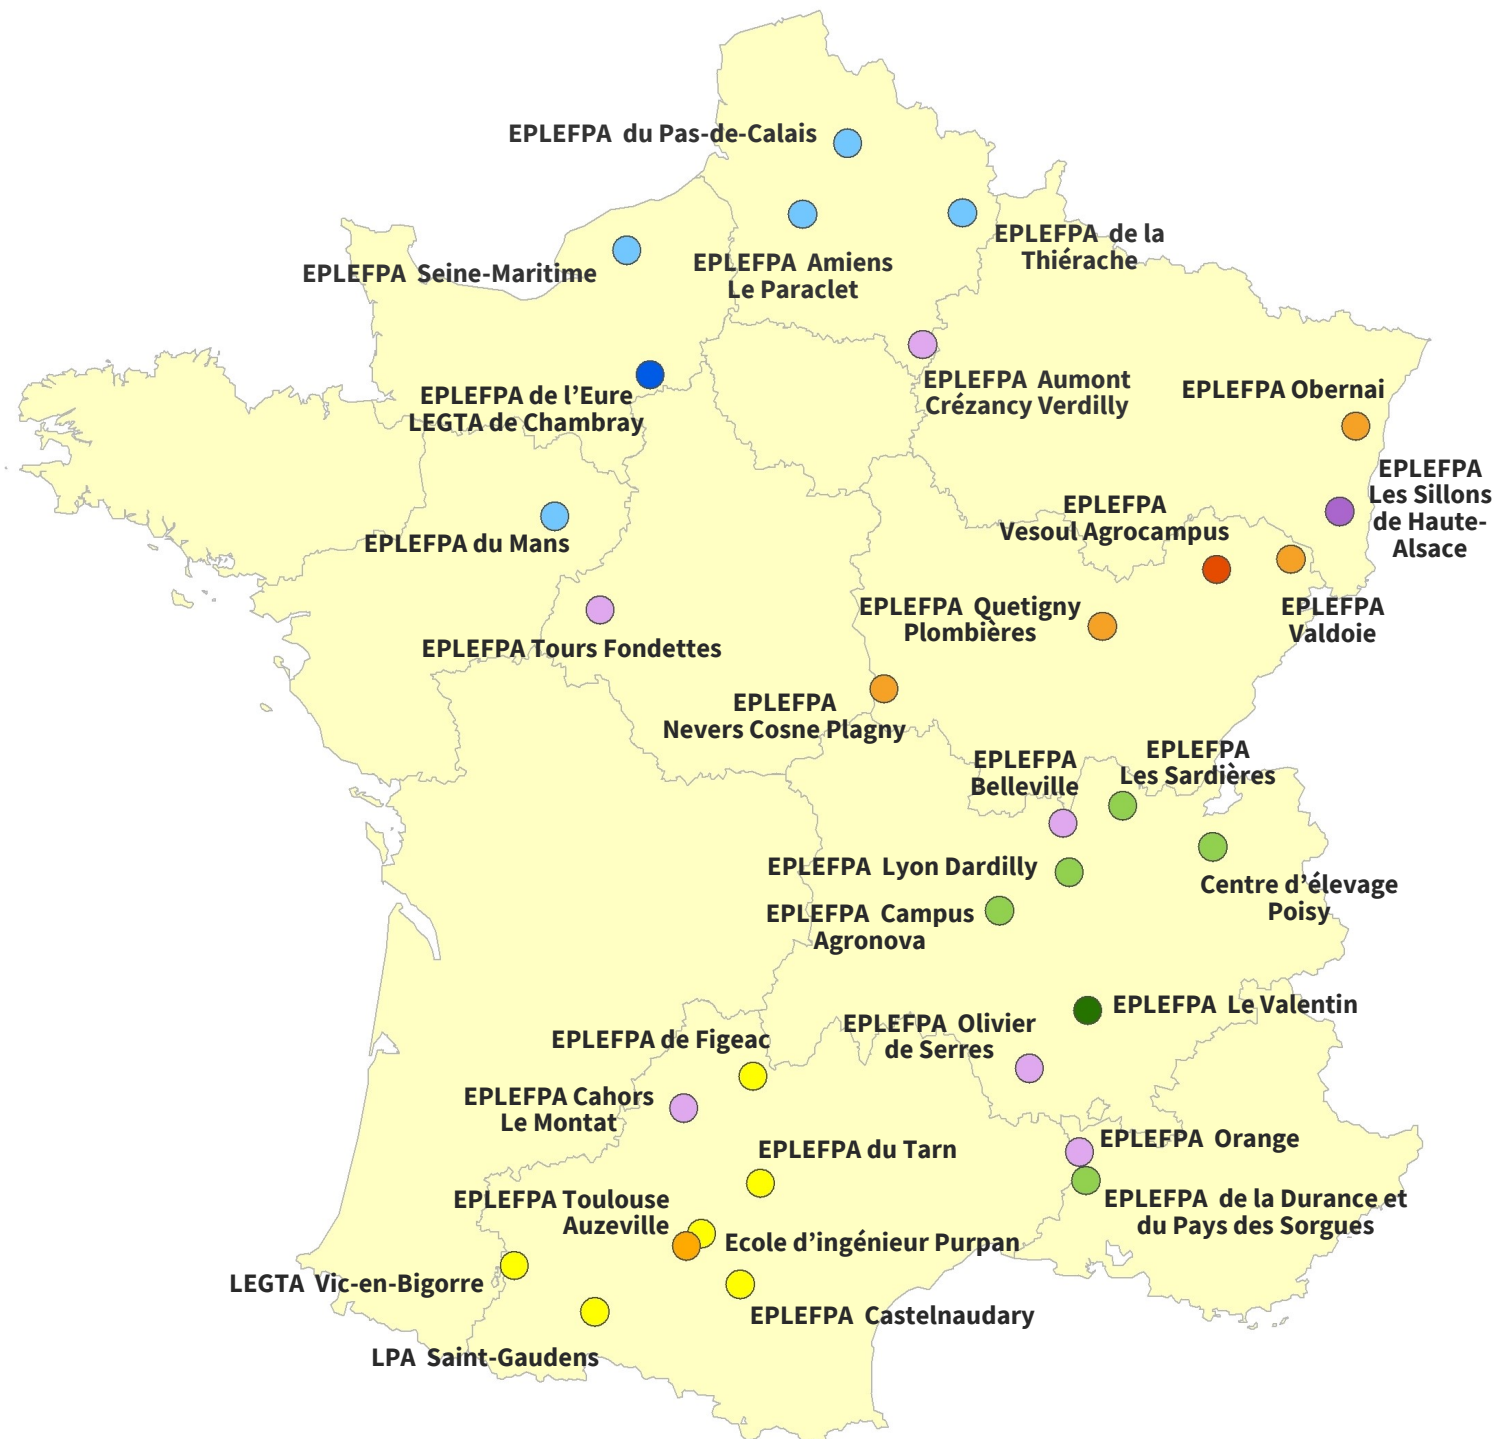 EPLEFPA du Pas-de-Calais
EPLEFPA de la
Thiérache
EPLEFPA Seine-Maritime
EPLEFPA Amiens
Le Paraclet
EPLEFPA de l’Eure
LEGTA de Chambray
EPLEFPA Aumont
Crézancy Verdilly
EPLEFPA Obernai
EPLEFPA
Les Sillons
de Haute-
Alsace
EPLEFPA
Vesoul Agrocampus
EPLEFPA du Mans
EPLEFPA Quetigny
Plombières
EPLEFPA
Valdoie
EPLEFPA Tours Fondettes
EPLEFPA
Nevers Cosne Plagny
EPLEFPA
Belleville
EPLEFPA
Les Sardières
EPLEFPA Lyon Dardilly
Centre d’élevage
Poisy
EPLEFPA Campus
Agronova
EPLEFPA Le Valentin
EPLEFPA Olivier
de Serres
EPLEFPA de Figeac
EPLEFPA Cahors
Le Montat
EPLEFPA Orange
EPLEFPA du Tarn
EPLEFPA de la Durance et
du Pays des Sorgues
EPLEFPA Toulouse
Auzeville
Ecole d’ingénieur Purpan
LEGTA Vic-en-Bigorre
EPLEFPA Castelnaudary
LPA Saint-Gaudens